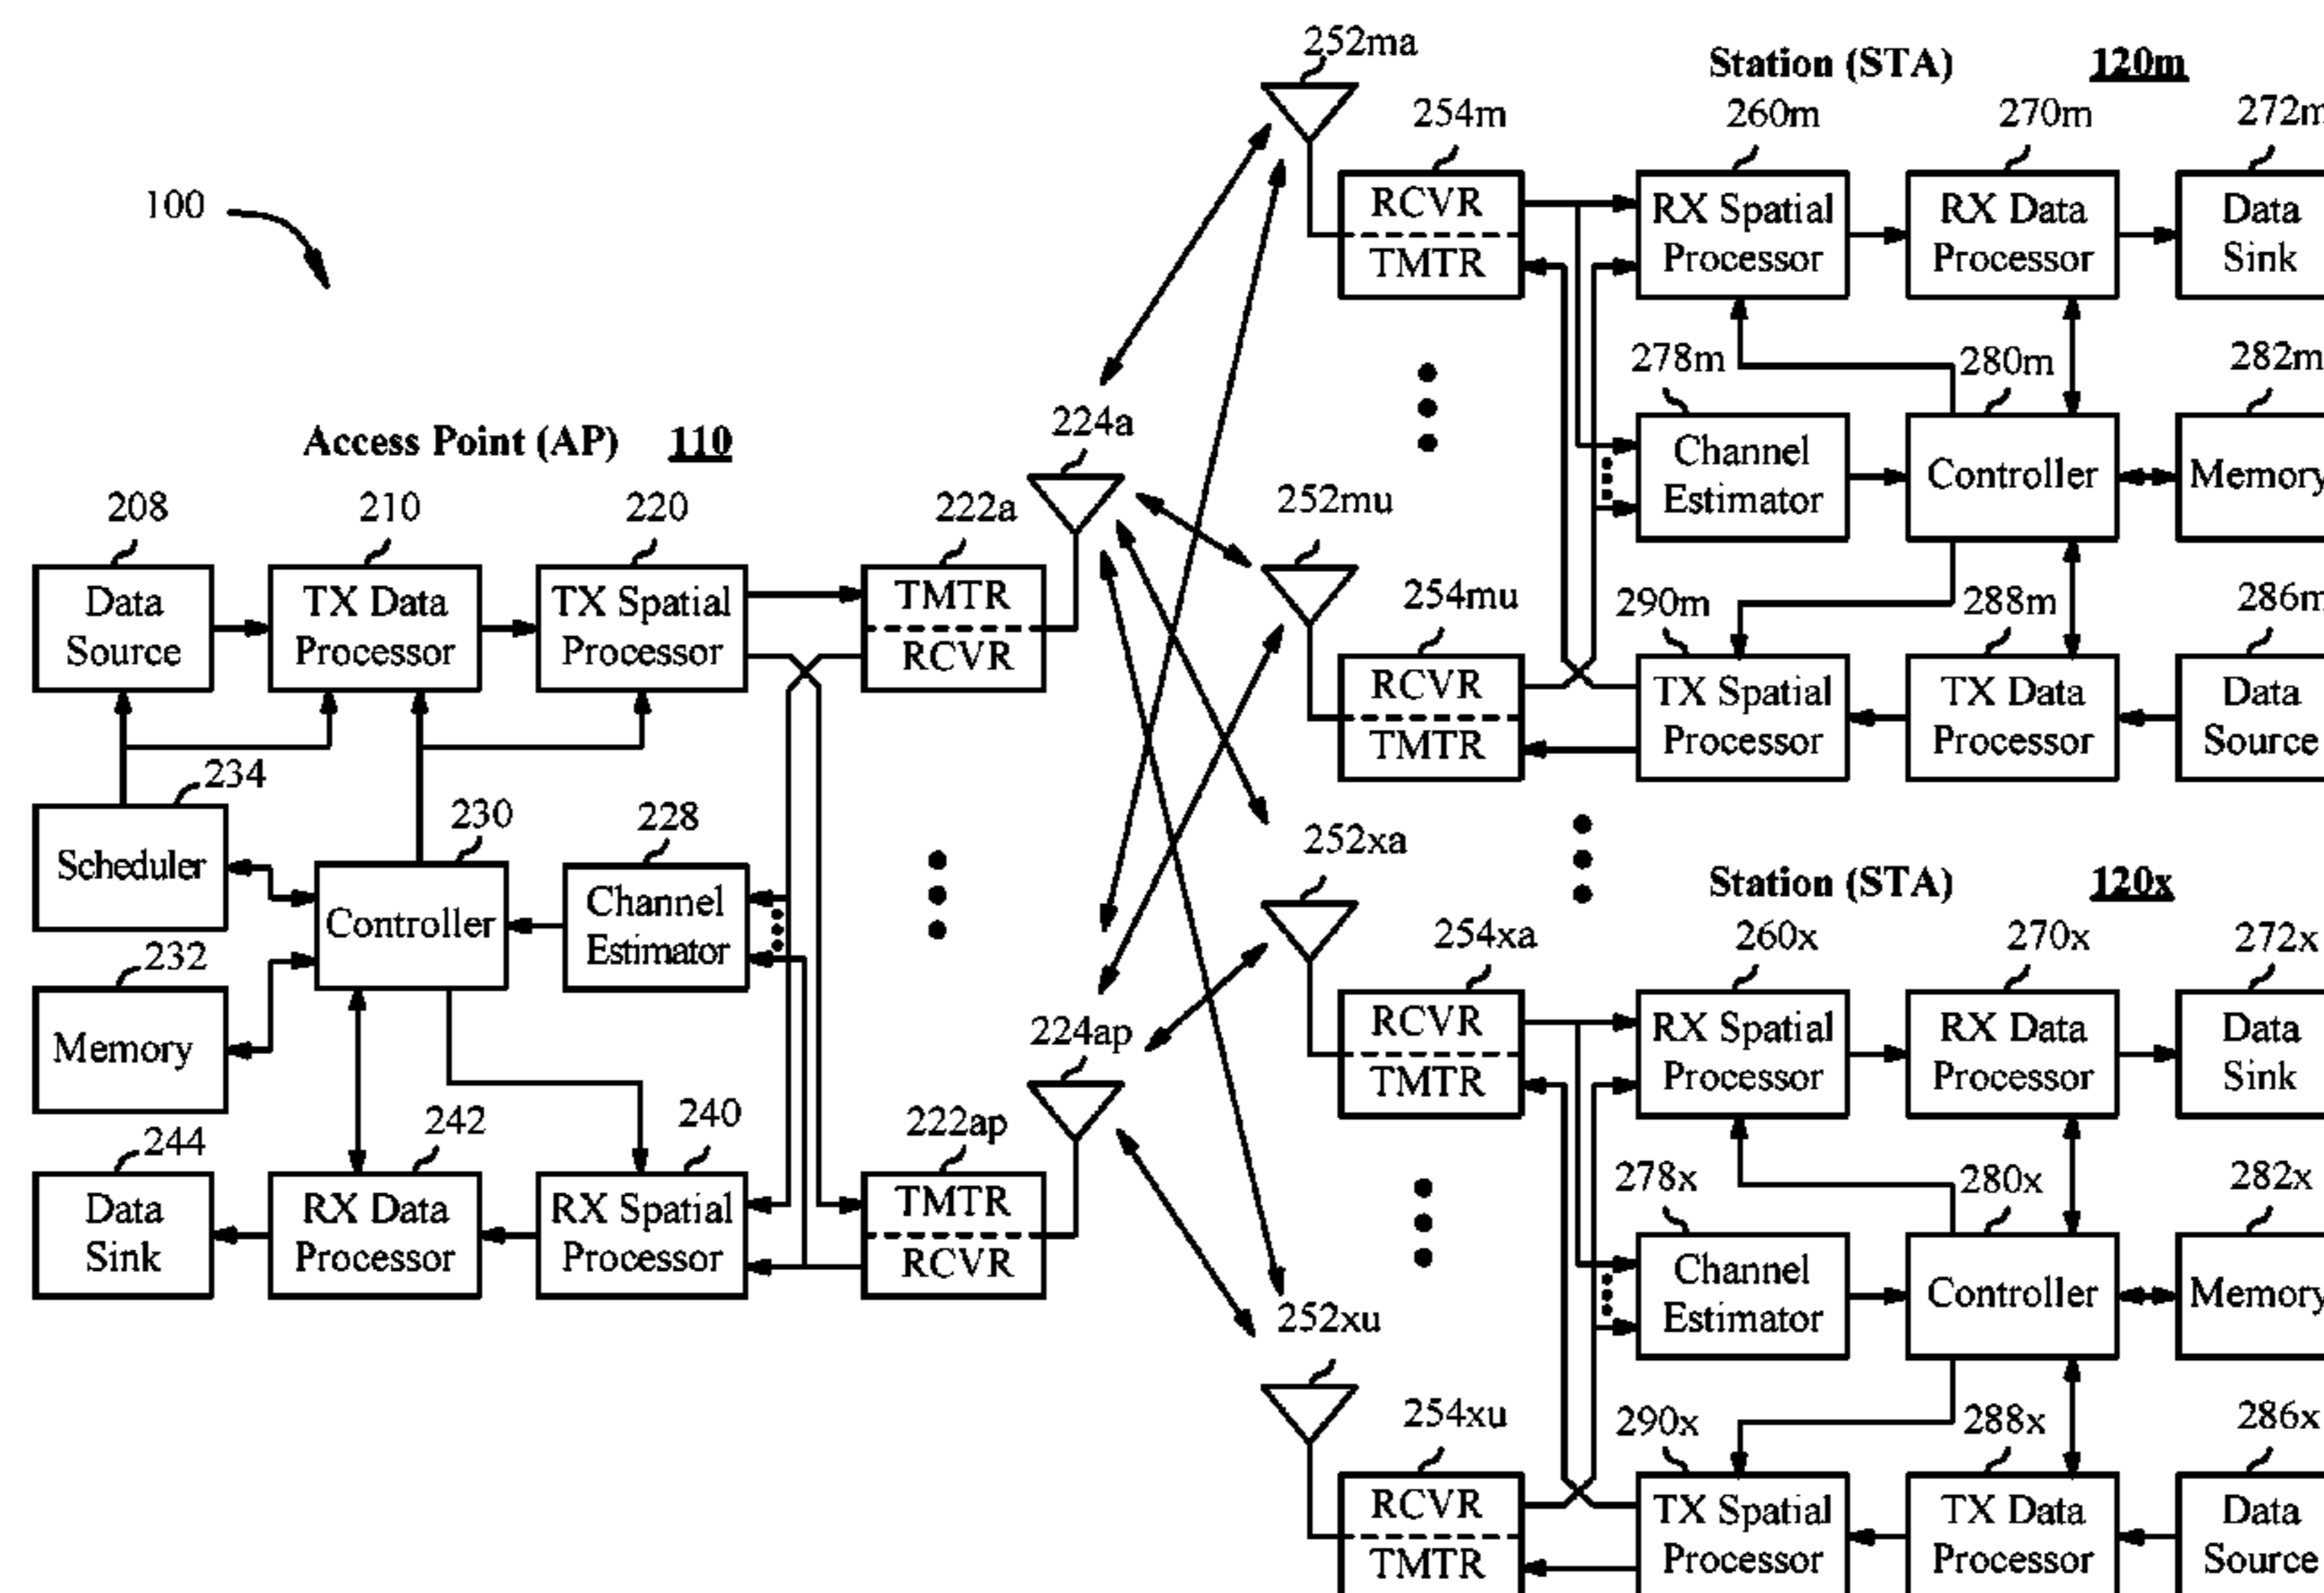 100
Access Point (AP) 110
208
210
220
222a
224a
Data
Source
TX Data
Processor
TX Spatial
Processor
TMTR
RCVR
234
230
228
Scheduler
Controller
Channel
Estimator
232
Memory
244
242
240
222ap
224ap
Data
Sink
RX Data
Processor
RX Spatial
Processor
TMTR
RCVR
252ma
252mu
252xa
252xu
Station (STA) 120m
254m
260m
270m
272m
RCVR
TMTR
RX Spatial
Processor
RX Data
Processor
Data
Sink
278m
280m
282m
Channel
Estimator
Controller
Memory
254mu
290m
288m
286m
RCVR
TMTR
TX Spatial
Processor
TX Data
Processor
Data
Source
Station (STA) 120x
254xa
260x
270x
272x
RCVR
TMTR
RX Spatial
Processor
RX Data
Processor
Data
Sink
278x
280x
282x
Channel
Estimator
Controller
Memory
254xu
290x
288x
286x
RCVR
TMTR
TX Spatial
Processor
TX Data
Processor
Data
Source